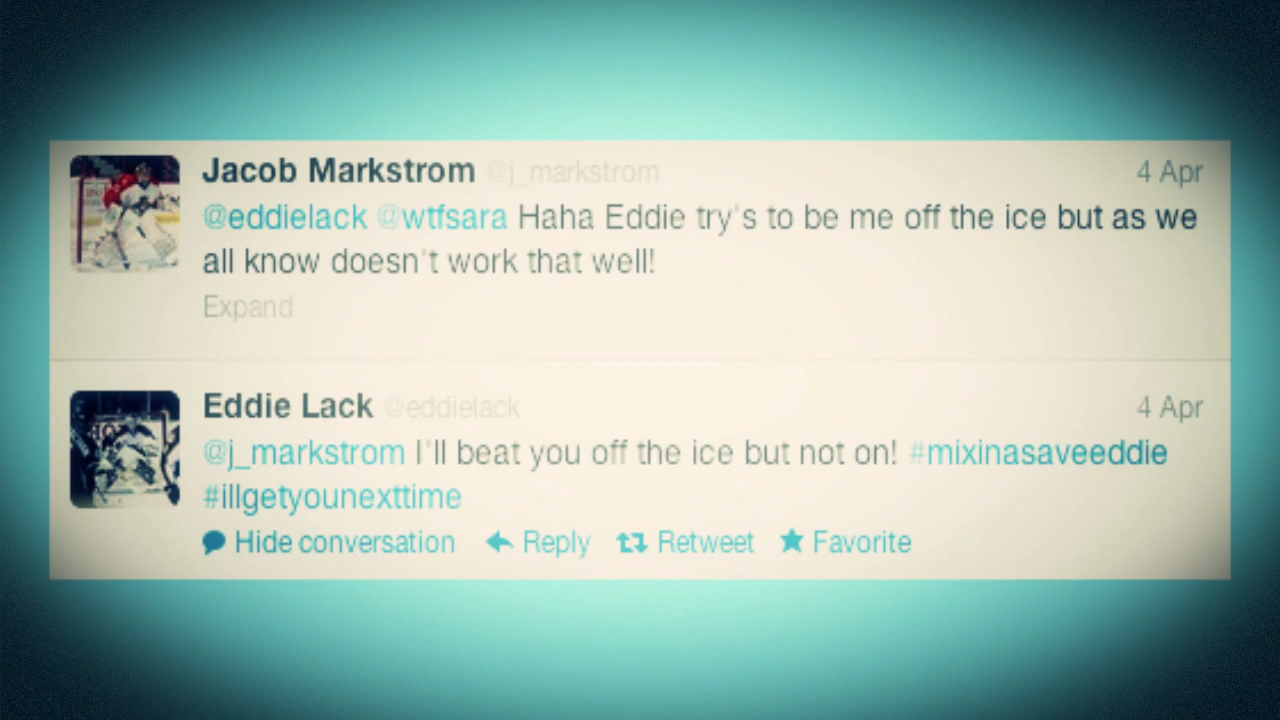 Jacob Markstrom @j_markstrom 4 Apr
@eddielack @wtfsara Haha Eddie try's to be me off the ice but as we
all know doesn't work that well!
Expand
Eddie Lack @eddielack 4 Apr
@j_markstrom I'll beat you off the ice but not on! #mixinasaveeddie
#illgetyounexttime
Hide conversation Reply Retweet Favorite